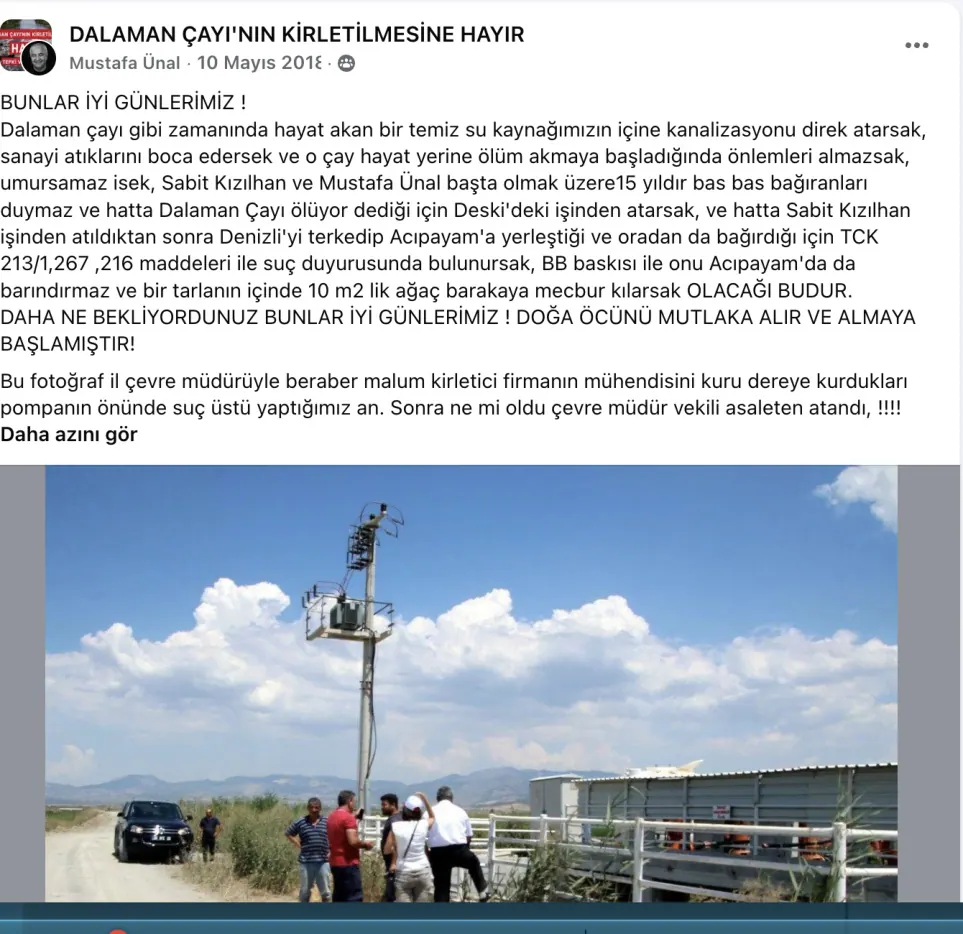 DALAMAN ÇAYI'NIN KİRLETİLMESİNE HAYIR
Mustafa Ünal · 10 Mayıs 2018 ·
BUNLAR İYİ GÜNLERİMİZ !
Dalaman çayı gibi zamanında hayat akan bir temiz su kaynağımızın içine kanalizasyonu direk atarsak,
sanayi atıklarını boca edersek ve o çay hayat yerine ölüm akmaya başladığında önlemleri almazsak,
umursamaz isek, Sabit Kızılhan ve Mustafa Ünal başta olmak üzere15 yıldır bas bas bağıranları
duymaz ve hatta Dalaman Çayı ölüyor dediği için Deski'deki işinden atarsak, ve hatta Sabit Kızılhan
işinden atıldıktan sonra Denizli'yi terkedip Acıpayam'a yerleştiği ve oradan da bağırdığı için TCK
213/1,267 ,216 maddeleri ile suç duyurusunda bulunursak, BB baskısı ile onu Acıpayam'da da
barındırmaz ve bir tarlanın içinde 10 m2 lik ağaç barakaya mecbur kılarsak OLACAĞI BUDUR.
DAHA NE BEKLİYORDUNUZ BUNLAR İYİ GÜNLERİMİZ ! DOĞA ÖCÜNÜ MUTLAKA ALIR VE ALMAYA
BAŞLAMIŞTIR!
Bu fotoğraf il çevre müdürüyle beraber malum kirletici firmanın mühendisini kuru dereye kurdukları
pompanın önünde suç üstü yaptığımız an. Sonra ne mi oldu çevre müdür vekili asaleten atandı, !!!!
Daha azını gör